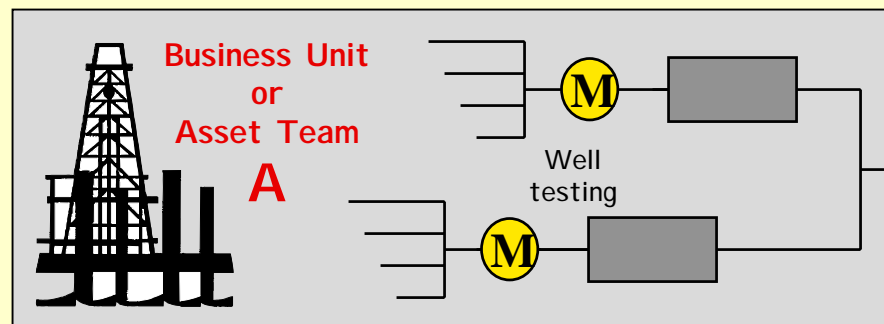 Business Unit
or
Asset Team
A
M
Well
testing
M